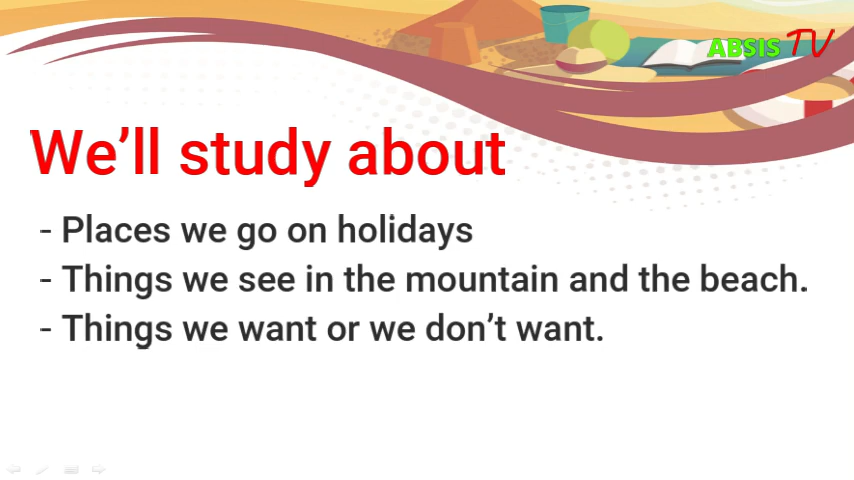 ABSIS TV
We'll study about
- Places we go on holidays
- Things we see in the mountain and the beach.
- Things we want or we don't want.